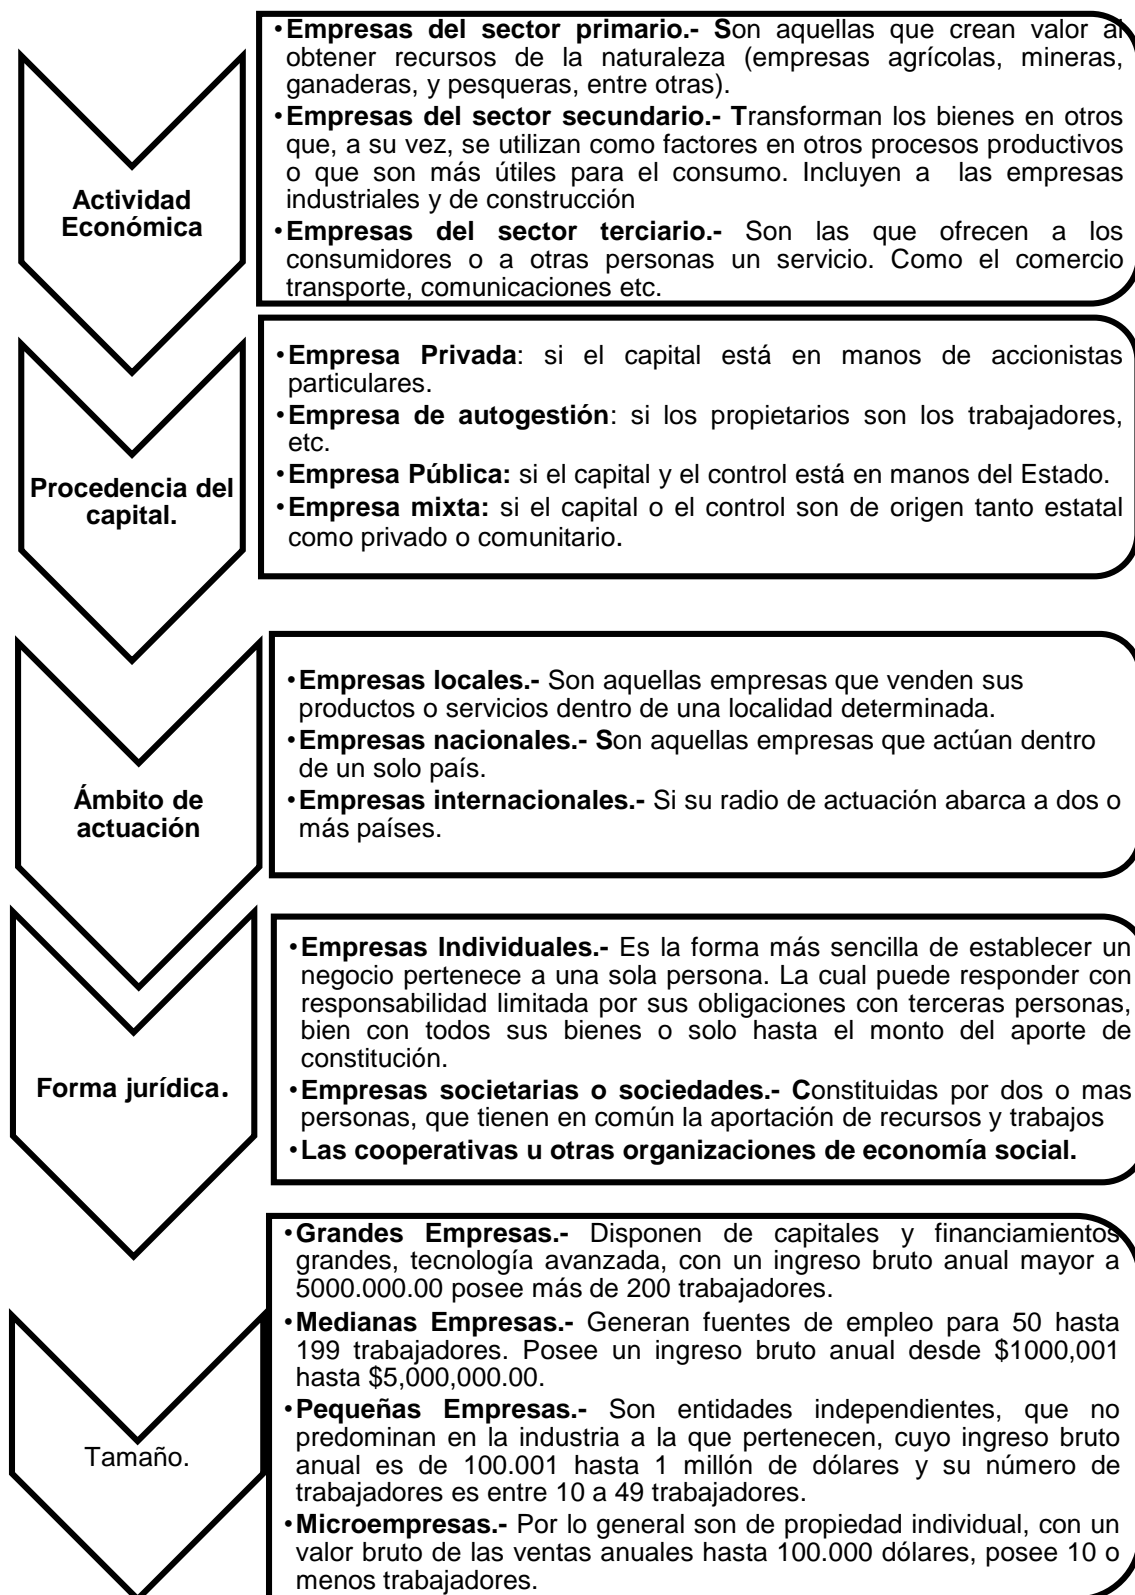 Actividad
Económica
•Empresas del sector primario.- Son aquellas que crean valor al
obtener recursos de la naturaleza (empresas agrícolas, mineras,
ganaderas, y pesqueras, entre otras).
•Empresas del sector secundario.- Transforman los bienes en otros
que, a su vez, se utilizan como factores en otros procesos productivos
o que son más útiles para el consumo. Incluyen a  las empresas
industriales y de construcción
•Empresas del sector terciario.- Son las que ofrecen a los
consumidores o a otras personas un servicio. Como el comercio
transporte, comunicaciones etc.
Procedencia del
capital.
•Empresa Privada: si el capital está en manos de accionistas
particulares.
•Empresa de autogestión: si los propietarios son los trabajadores,
etc.
•Empresa Pública: si el capital y el control está en manos del Estado.
•Empresa mixta: si el capital o el control son de origen tanto estatal
como privado o comunitario.
Ámbito de
actuación
•Empresas locales.- Son aquellas empresas que venden sus
productos o servicios dentro de una localidad determinada.
•Empresas nacionales.- Son aquellas empresas que actúan dentro
de un solo país.
•Empresas internacionales.- Si su radio de actuación abarca a dos o
más países.
Forma jurídica.
•Empresas Individuales.- Es la forma más sencilla de establecer un
negocio pertenece a una sola persona. La cual puede responder con
responsabilidad limitada por sus obligaciones con terceras personas,
bien con todos sus bienes o solo hasta el monto del aporte de
constitución.
•Empresas societarias o sociedades.- Constituidas por dos o mas
personas, que tienen en común la aportación de recursos y trabajos
•Las cooperativas u otras organizaciones de economía social.
Tamaño.
•Grandes Empresas.- Disponen de capitales y financiamientos
grandes, tecnología avanzada, con un ingreso bruto anual mayor a
5000.000.00 posee más de 200 trabajadores.
•Medianas Empresas.- Generan fuentes de empleo para 50 hasta
199 trabajadores. Posee un ingreso bruto anual desde $1000,001
hasta $5,000,000.00.
•Pequeñas Empresas.- Son entidades independientes, que no
predominan en la industria a la que pertenecen, cuyo ingreso bruto
anual es de 100.001 hasta 1 millón de dólares y su número de
trabajadores es entre 10 a 49 trabajadores.
•Microempresas.- Por lo general son de propiedad individual, con un
valor bruto de las ventas anuales hasta 100.000 dólares, posee 10 o
menos trabajadores.